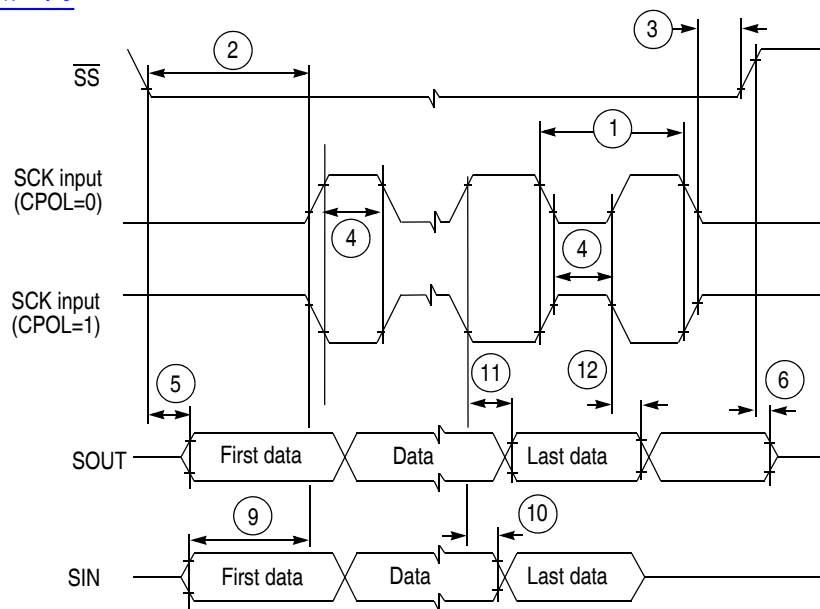 2
3
SS
1
SCK input
(CPOL=0)
4
4
SCK input
(CPOL=1)
5
11
12
6
SOUT
First data
Data
Last data
9
10
SIN
First data
Data
Last data